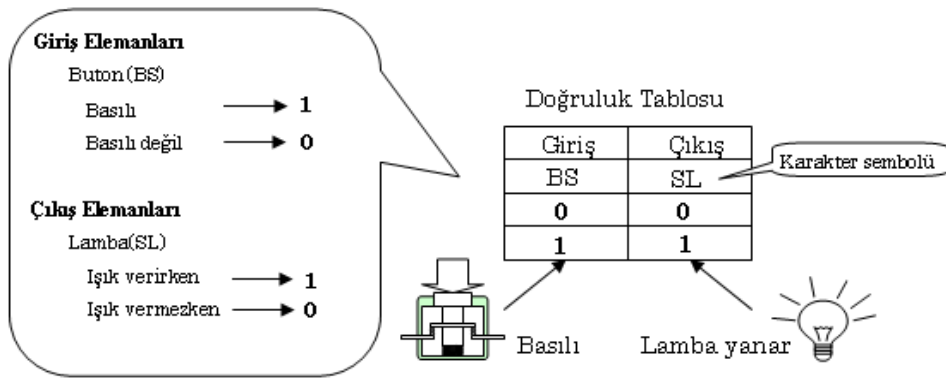 Giriş Elemanları
Buton(BS)
Basılı 1
Basılı değil 0
Çıkış Elemanları
Lamba(SL)
Işık verirken 1
Işık vermezken 0
Doğruluk Tablosu
Giriş Çıkış
BS SL
0 0
1 1
Karakter sembolü
Basılı
Lamba yanar